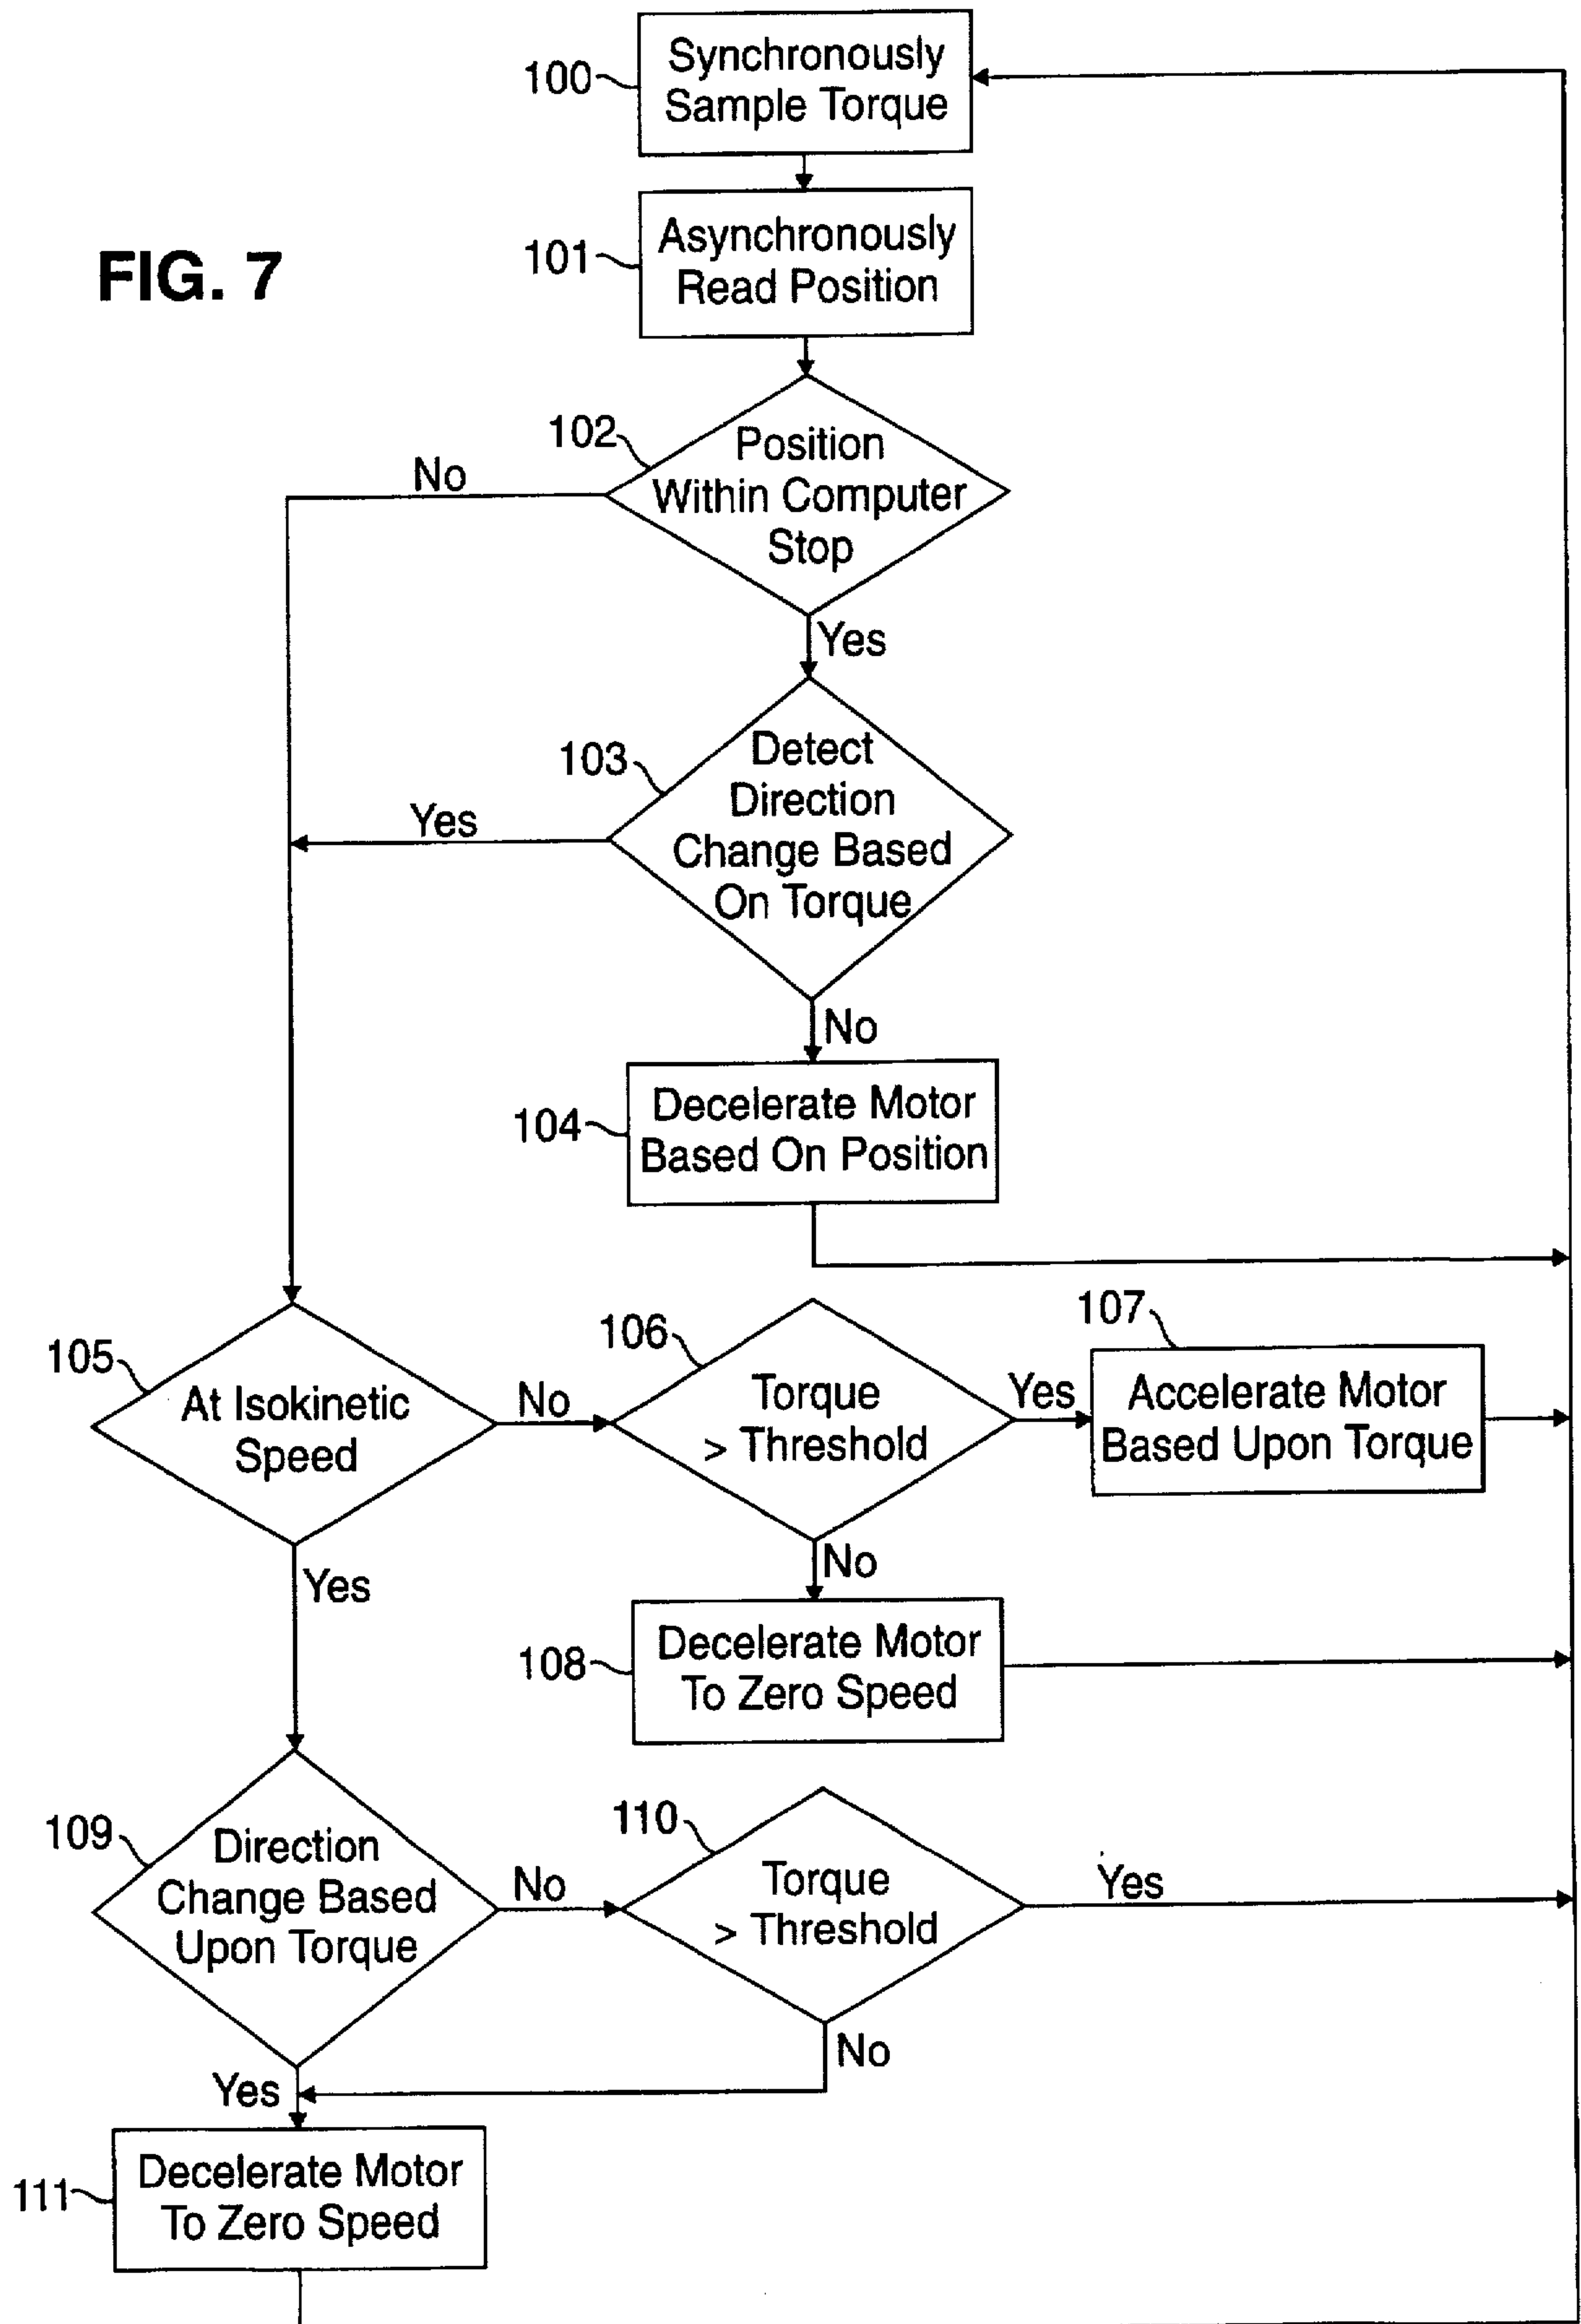 FIG. 7
100
Synchronously
Sample Torque
101
Asynchronously
Read Position
102
Position
Within Computer
Stop
No
Yes
103
Detect
Direction
Change Based
On Torque
Yes
No
104
Decelerate Motor
Based On Position
105
At Isokinetic
Speed
No
Yes
106
Torque
> Threshold
Yes
No
107
Accelerate Motor
Based Upon Torque
108
Decelerate Motor
To Zero Speed
109
Direction
Change Based
Upon Torque
No
Yes
110
Torque
> Threshold
Yes
No
111
Decelerate Motor
To Zero Speed